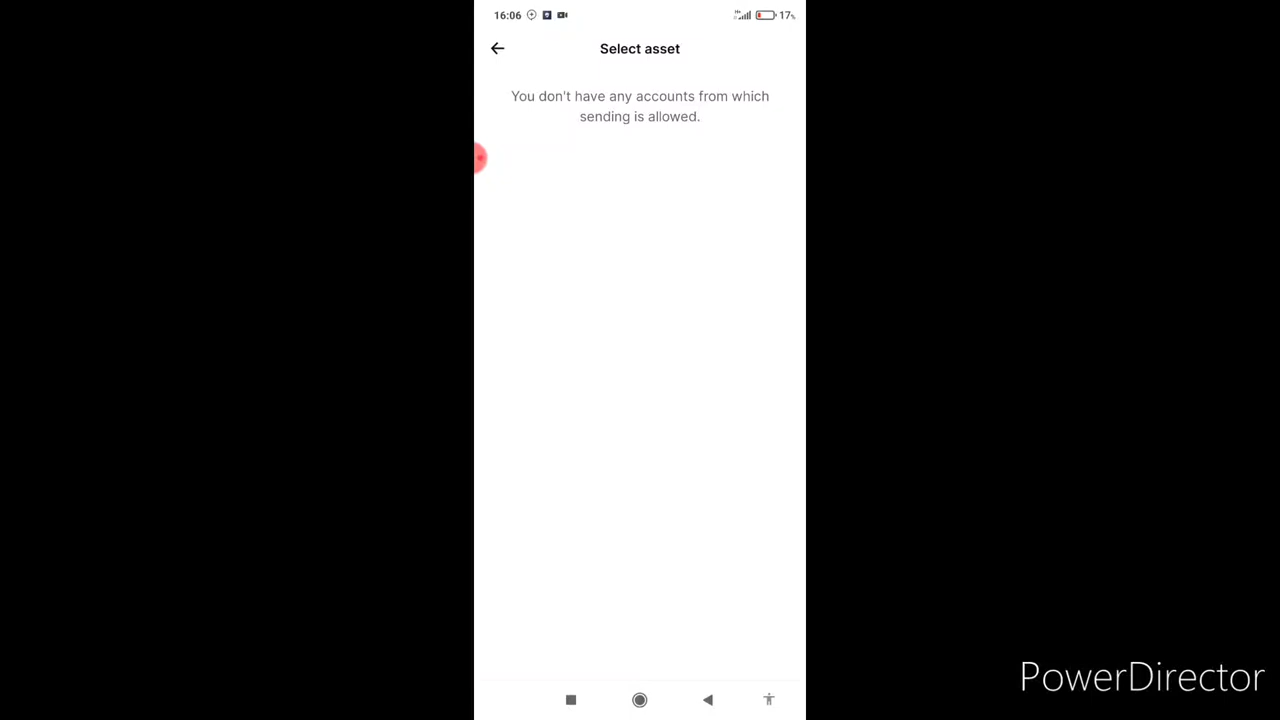 16:06
17%
Select asset
You don't have any accounts from which
sending is allowed.
PowerDirector